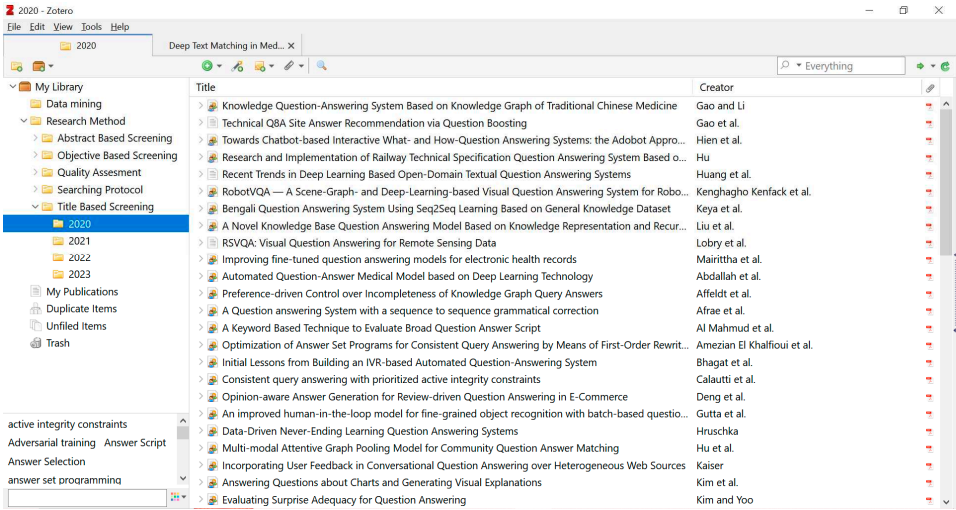 2020 - Zotero
File Edit View Tools Help
2020 Deep Text Matching in Med...
Everything
My Library
Data mining
Research Method
Abstract Based Screening
Objective Based Screening
Quality Assesment
Searching Protocol
Title Based Screening
2020
2021
2022
2023
My Publications
Duplicate Items
Unfiled Items
Trash
active integrity constraints
Adversarial training Answer Script
Answer Selection
answer set programming
Title Creator
Knowledge Question-Answering System Based on Knowledge Graph of Traditional Chinese Medicine Gao and Li
Technical Q8A Site Answer Recommendation via Question Boosting Gao et al.
Towards Chatbot-based Interactive What- and How-Question Answering Systems: the Adobot Appro... Hien et al.
Research and Implementation of Railway Technical Specification Question Answering System Based o... Hu
Recent Trends in Deep Learning Based Open-Domain Textual Question Answering Systems Huang et al.
RobotVQA — A Scene-Graph- and Deep-Learning-based Visual Question Answering System for Robo... Kenghagho Kenfack et al.
Bengali Question Answering System Using Seq2Seq Learning Based on General Knowledge Dataset Keya et al.
A Novel Knowledge Base Question Answering Model Based on Knowledge Representation and Recur... Liu et al.
RSVQA: Visual Question Answering for Remote Sensing Data Lobry et al.
Improving fine-tuned question answering models for electronic health records Mairittha et al.
Automated Question-Answer Medical Model based on Deep Learning Technology Abdallah et al.
Preference-driven Control over Incompleteness of Knowledge Graph Query Answers Affeldt et al.
A Question answering System with a sequence to sequence grammatical correction Afrae et al.
A Keyword Based Technique to Evaluate Broad Question Answer Script Al Mahmud et al.
Optimization of Answer Set Programs for Consistent Query Answering by Means of First-Order Rewrit... Amezian El Khalfioui et al.
Initial Lessons from Building an IVR-based Automated Question-Answering System Bhagat et al.
Consistent query answering with prioritized active integrity constraints Calautti et al.
Opinion-aware Answer Generation for Review-driven Question Answering in E-Commerce Deng et al.
An improved human-in-the-loop model for fine-grained object recognition with batch-based questio... Gutta et al.
Data-Driven Never-Ending Learning Question Answering Systems Hruschka
Multi-modal Attentive Graph Pooling Model for Community Question Answer Matching Hu et al.
Incorporating User Feedback in Conversational Question Answering over Heterogeneous Web Sources Kaiser
Answering Questions about Charts and Generating Visual Explanations Kim et al.
Evaluating Surprise Adequacy for Question Answering Kim and Yoo